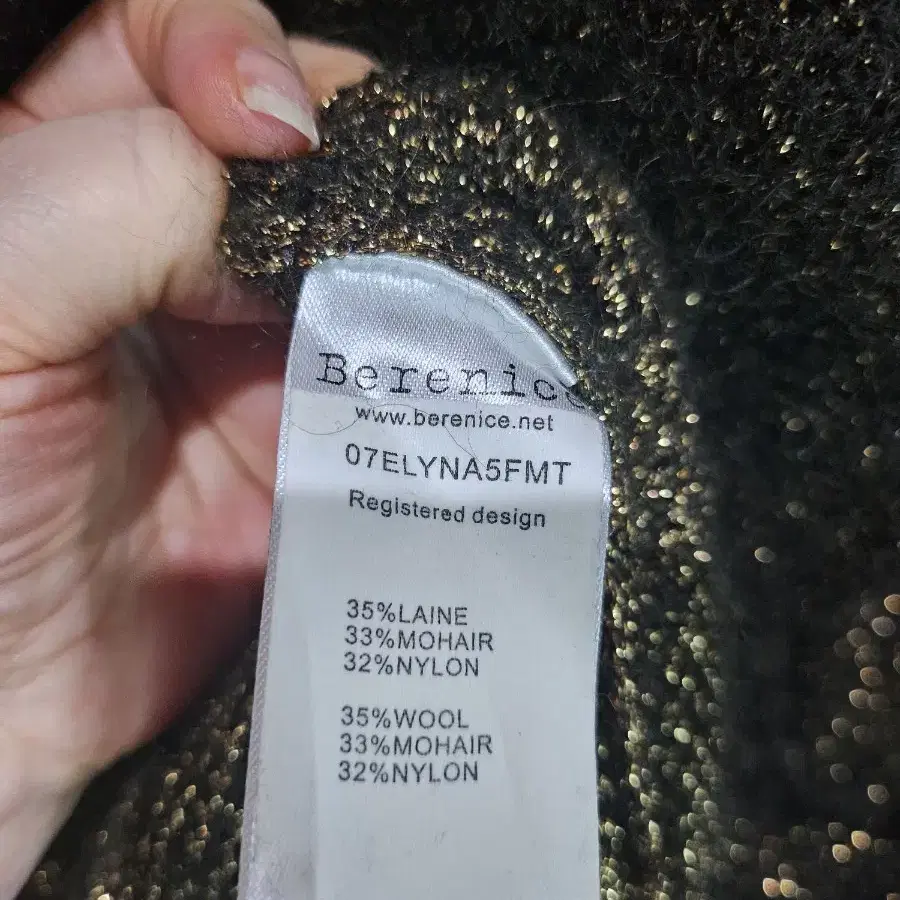 Berenice
www.berenice.net
07ELYNA5FMT
Registered design
35%LAINE
33%MOHAIR
32%NYLON
35%WOOL
33%MOHAIR
32%NYLON